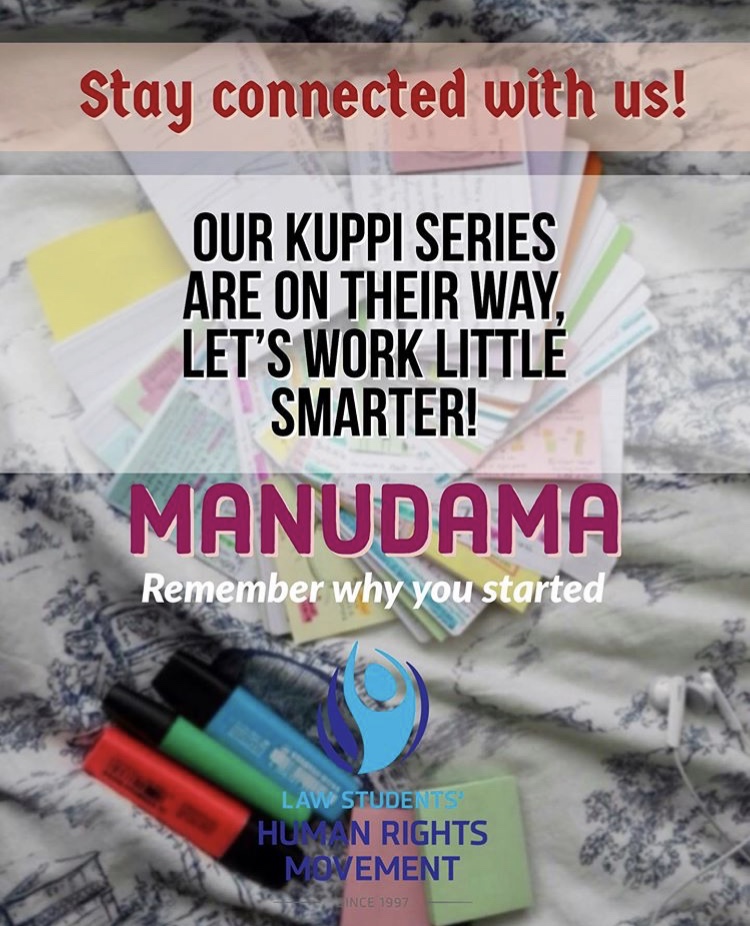 Stay connected with us!
OUR KUPPI SERIES
ARE ON THEIR WAY,
LET'S WORK LITTLE
SMARTER!
MANUDAMA
Remember why you started
LAW STUDENTS'
HUMAN RIGHTS
MOVEMENT
SINCE 1997